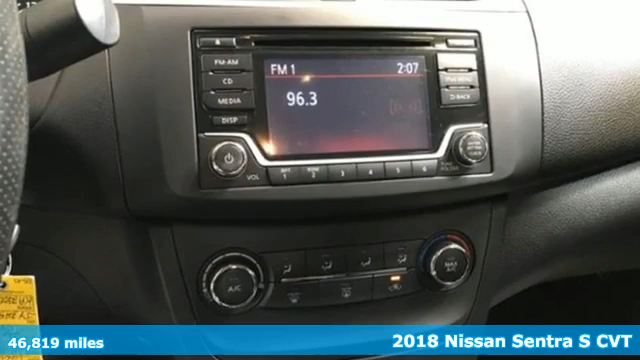 FM-AM
CD
MEDIA
DISP
FM 1
2:07
96.3
BACK
VOL
1
2
3
4
5
6
A/C
MAX
A/C
46,819 miles
2018 Nissan Sentra S CVT